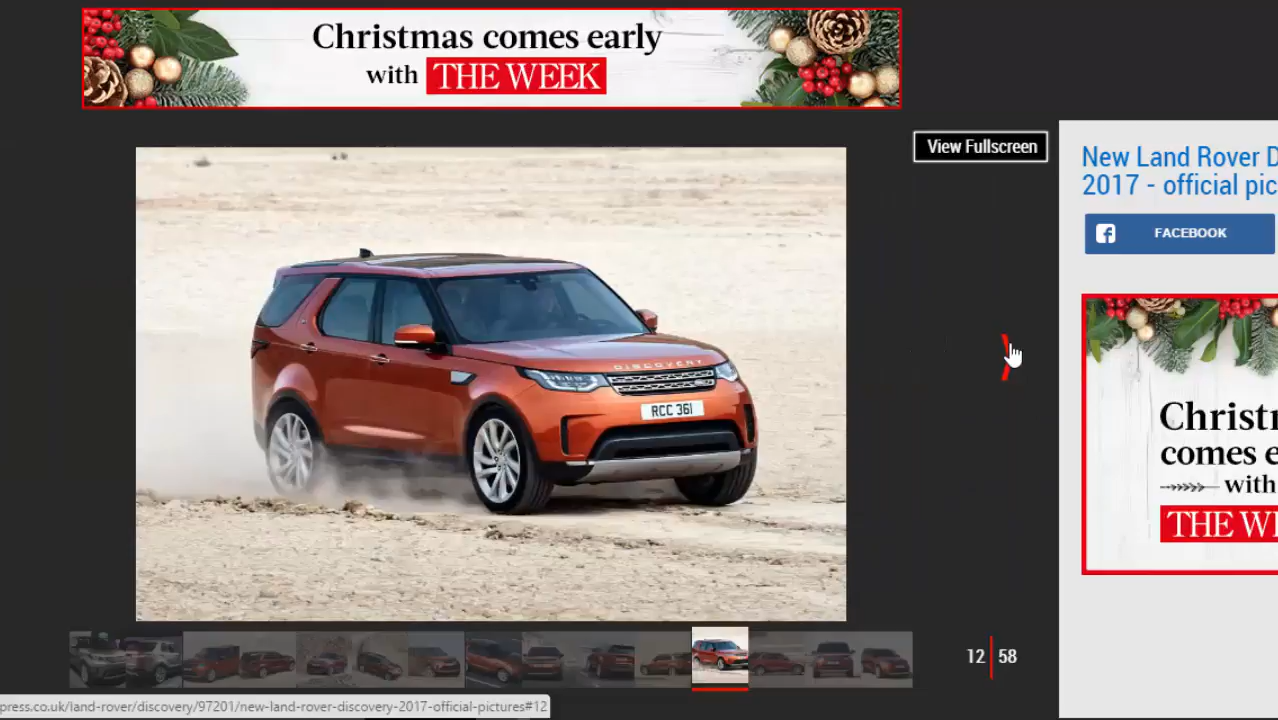 Christmas comes early
with THE WEEK
View Fullscreen
New Land Rover D
2017 - official pic
FACEBOOK
DISCOVERY
RCC 361
Christ
comes e
with
THE W
12 58
press.co.uk/land-rover/discovery/97201/new-land-rover-discovery-2017-official-pictures#12